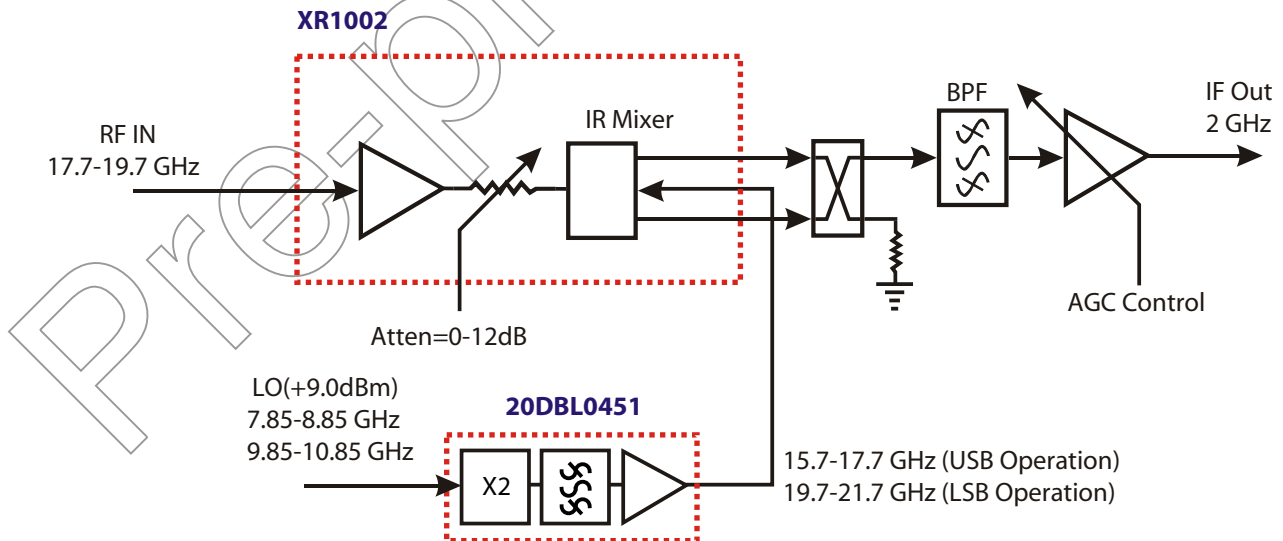 XR1002
RF IN
17.7-19.7 GHz
IR Mixer
BPF
IF Out
2 GHz
Atten=0-12dB
AGC Control
LO(+9.0dBm)
7.85-8.85 GHz
9.85-10.85 GHz
20DBL0451
X2
15.7-17.7 GHz (USB Operation)
19.7-21.7 GHz (LSB Operation)